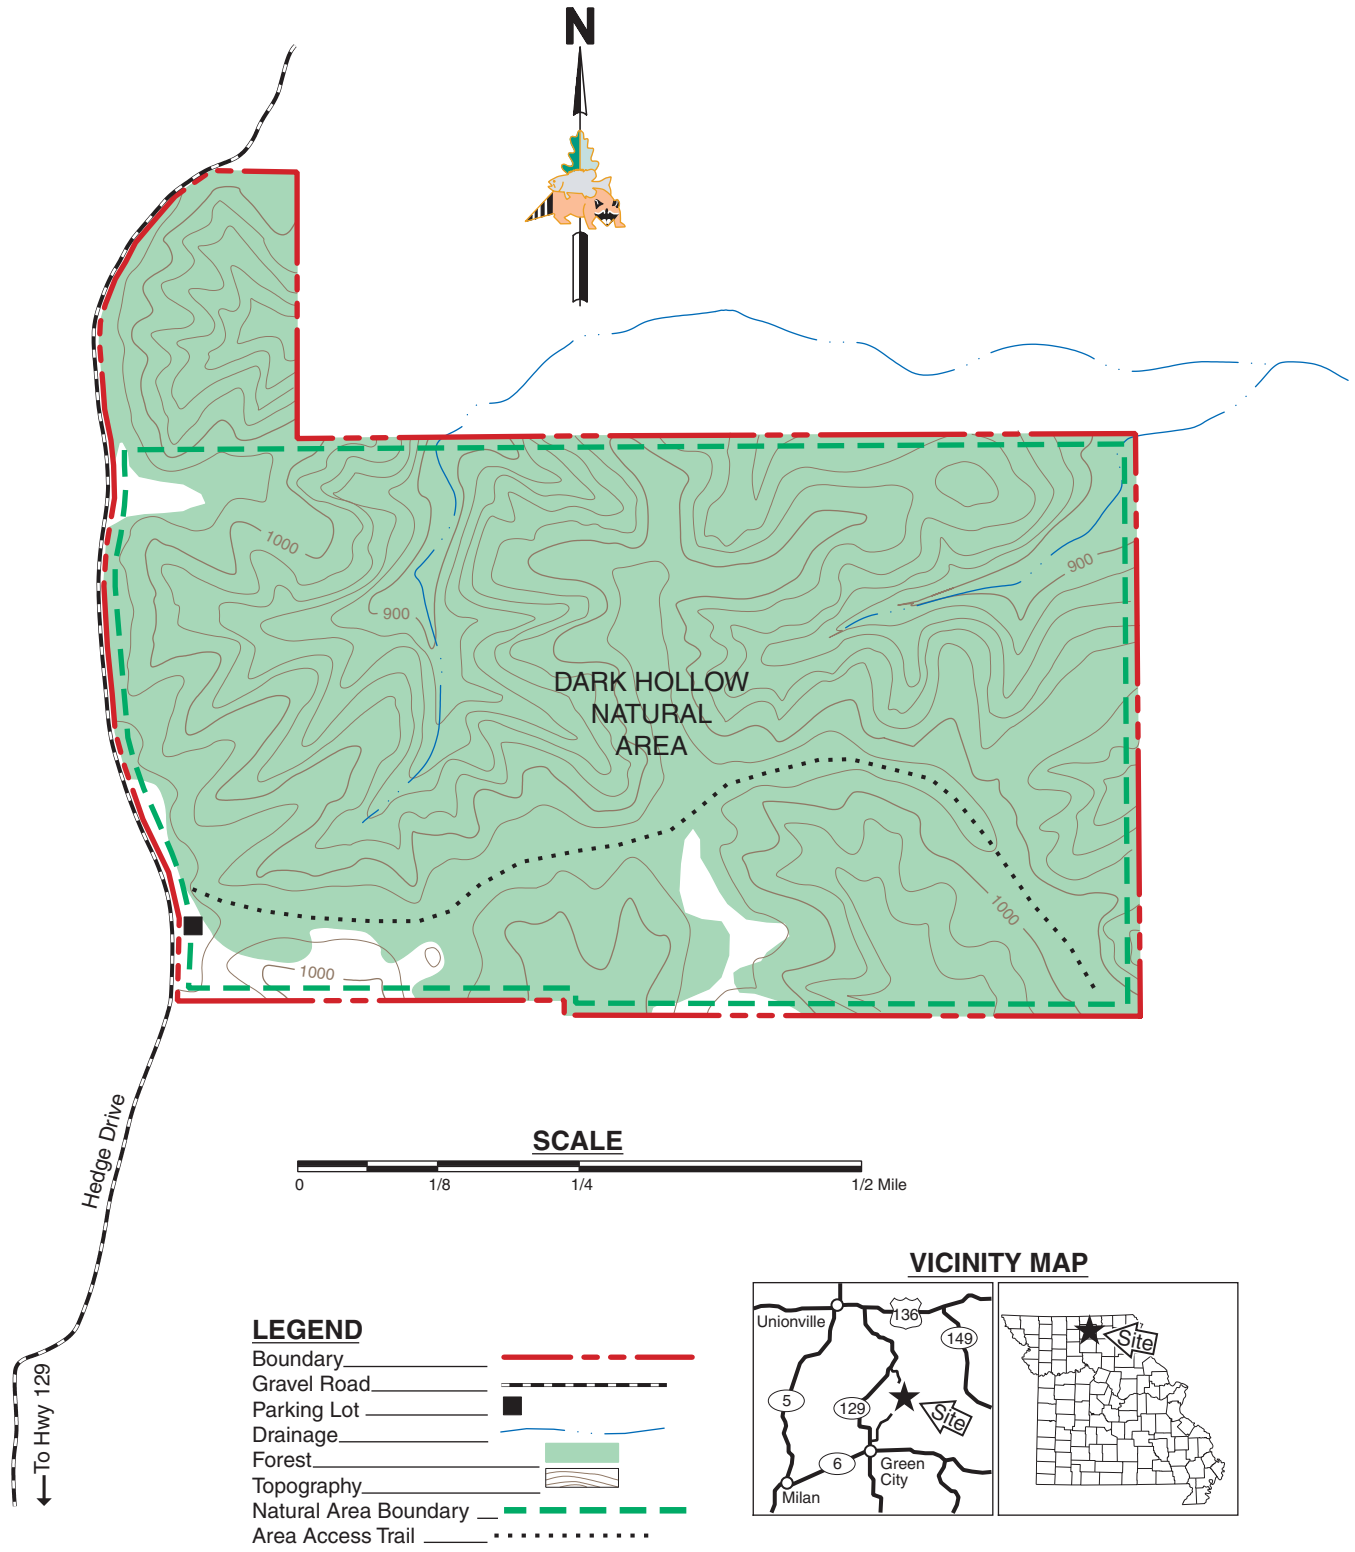 N
1000
900
900
DARK HOLLOW
NATURAL
AREA
1000
1000
Hedge Drive
SCALE
0 1/8 1/4 1/2 Mile
VICINITY MAP
Unionville
136
149
5
129
Site
6
Green
City
Milan
Site
LEGEND
Boundary
Gravel Road
Parking Lot
Drainage
Forest
Topography
Natural Area Boundary
Area Access Trail
To Hwy 129